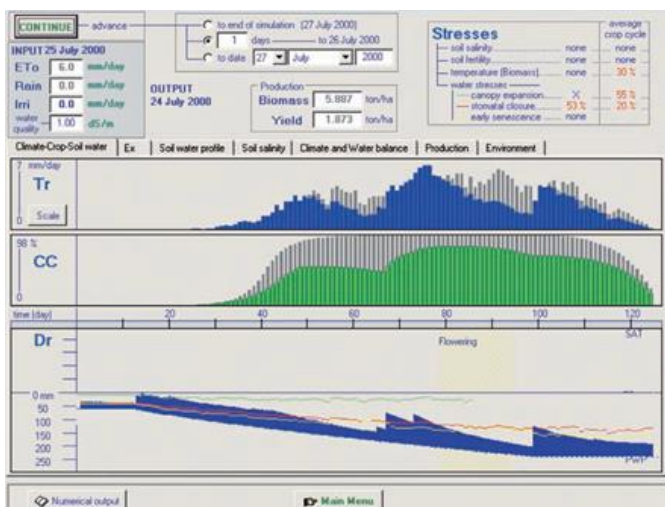 CONTINUE
advance
to end of simulation (27 July 2000)
1 days to 26 July 2000
to date 27 July 2000
INPUT 25 July 2000
ETo 6.0 mm/day
Rain 0.0 mm/day
Irri 0.0 mm/day
water quality 1.00 dS/m
OUTPUT
24 July 2000
Production
Biomass 5.887 ton/ha
Yield 1.873 ton/ha
Stresses
average
crop cycle
soil salinity none none
soil fertility none none
temperature (Biomass) none 30 %
water stresses
canopy expansion X 55 %
stomatal closure 53 % 20 %
early senescence none
Climate-Crop-Soil water
Ex
Soil water profile
Soil salinity
Climate and Water balance
Production
Environment
7 mm/day
Tr
0
Scale
98 %
CC
0
time (day)
20
40
60
80
100
120
Dr
Flowering
SAT
0 mm
50
100
150
200
250
PWP
Numerical output
Main Menu